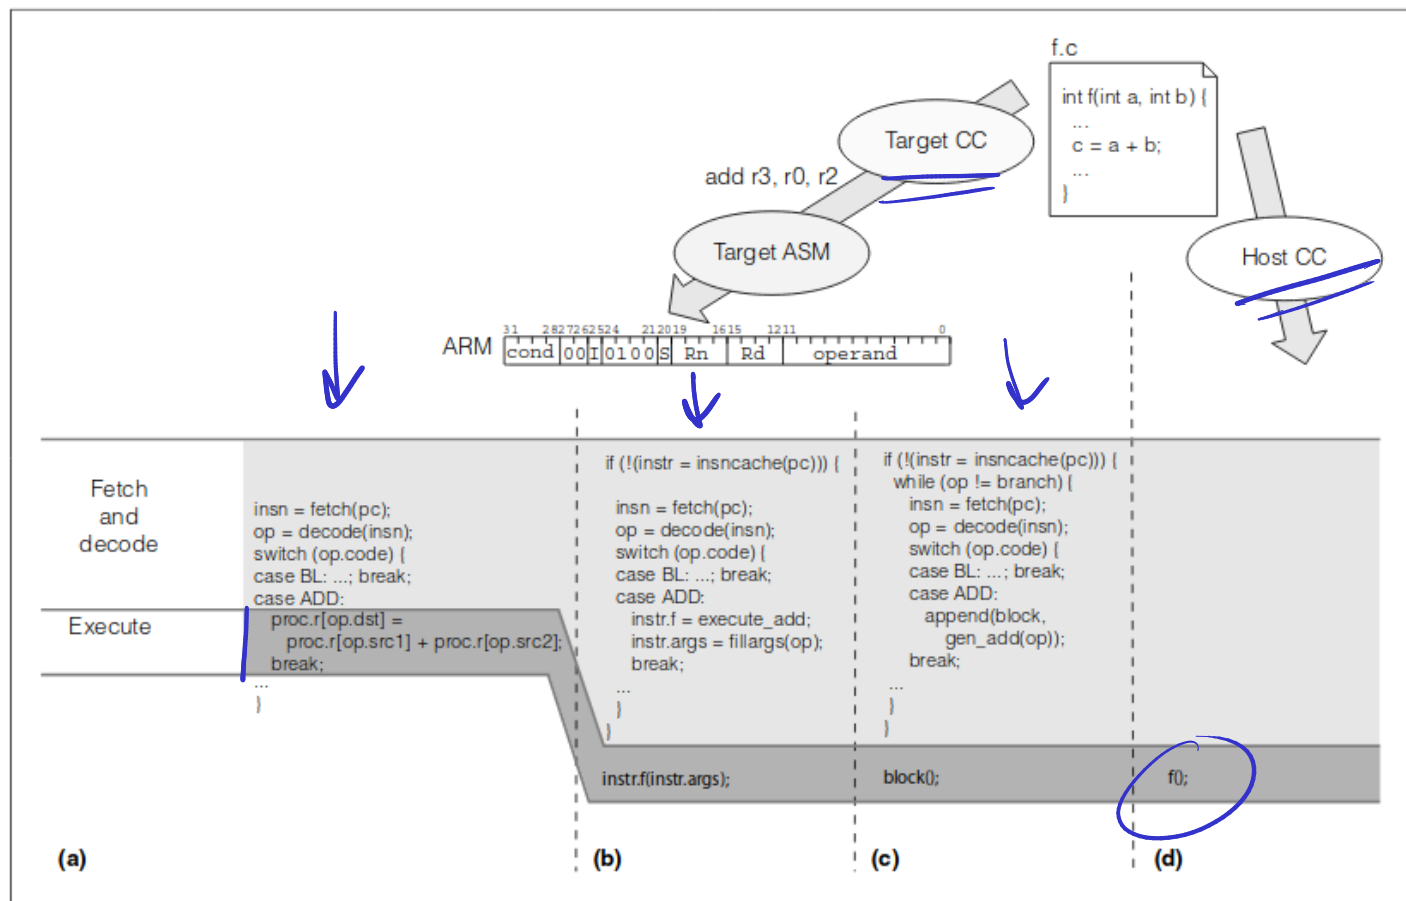 f.c
int f(int a, int b) {
...
c = a + b;
...
}
Target CC
add r3, r0, r2
Target ASM
Host CC
31 28 27 26 25 24 21 20 19 16 15 12 11 0
ARM
cond 00 I 0100 S Rn Rd operand
Fetch
and
decode
Execute
insn = fetch(pc);
op = decode(insn);
switch (op.code) {
case BL: ...; break;
case ADD:
proc.r[op.dst] =
proc.r[op.src1] + proc.r[op.src2];
break;
...
}
if (!(instr = insncache(pc))) {
insn = fetch(pc);
op = decode(insn);
switch (op.code) {
case BL: ...; break;
case ADD:
instr.f = execute_add;
instr.args = fillargs(op);
break;
...
}
}
instr.f(instr.args);
if (!(instr = insncache(pc))) {
while (op != branch) {
insn = fetch(pc);
op = decode(insn);
switch (op.code) {
case BL: ...; break;
case ADD:
append(block,
gen_add(op));
break;
...
}
}
block();
f();
(a)
(b)
(c)
(d)